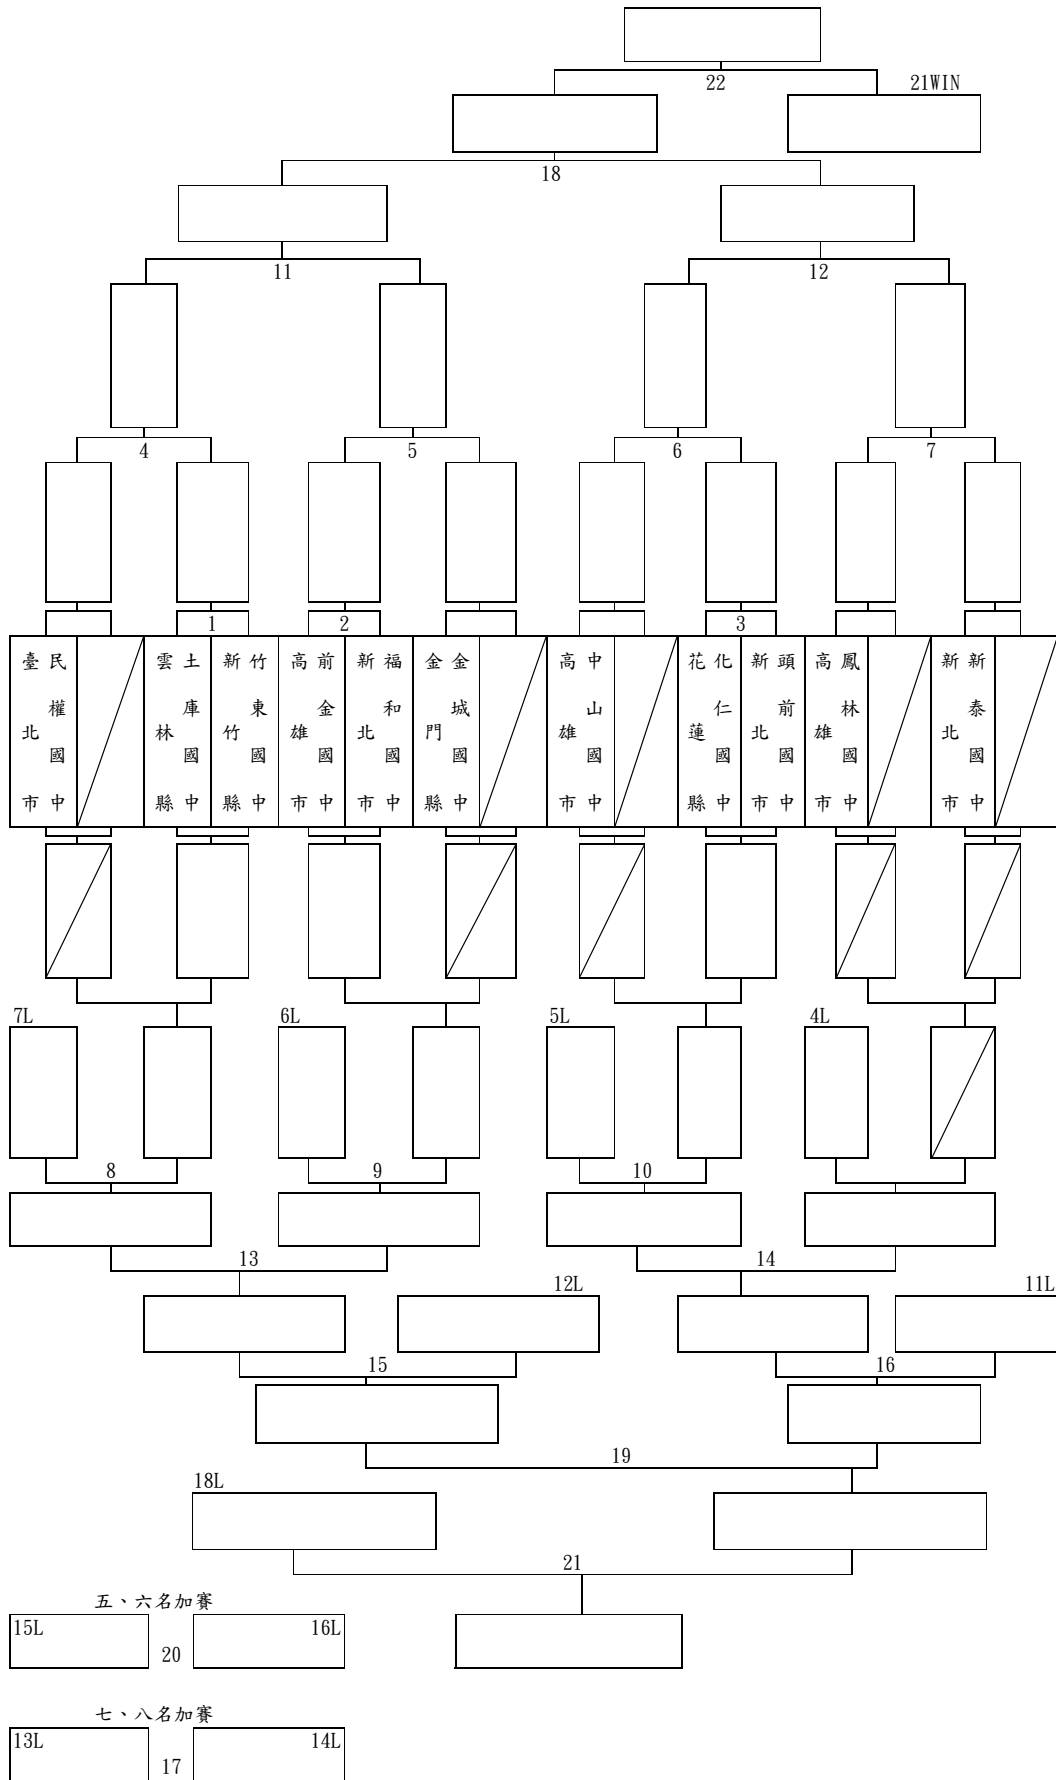 22
21WIN
18
11
12
4
5
6
7
1
2
3
臺北市
民權國中
雲林縣
土庫國中
新竹縣
竹東國中
高雄市
前金國中
新北市
福和國中
金門縣
金城國中
高雄市
中山國中
花蓮縣
化仁國中
新北市
頭前國中
高雄市
鳳林國中
新北市
新泰國中
7L
6L
5L
4L
8
9
10
13
14
12L
11L
15
16
19
18L
21
五、六名加賽
15L
16L
20
七、八名加賽
13L
14L
17